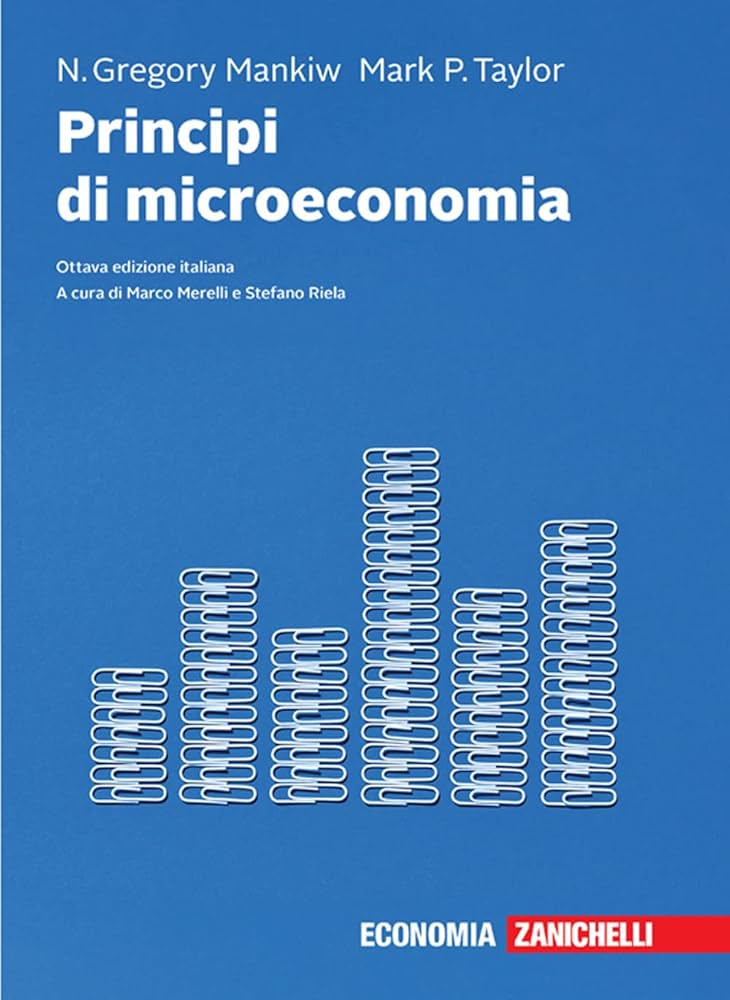 N. Gregory Mankiw Mark P. Taylor
Principi
di microeconomia
Ottava edizione italiana
A cura di Marco Merelli e Stefano Riela
ECONOMIA ZANICHELLI